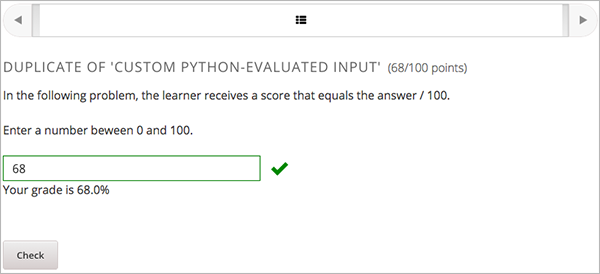 DUPLICATE OF 'CUSTOM PYTHON-EVALUATED INPUT' (68/100 points)
In the following problem, the learner receives a score that equals the answer / 100.
Enter a number beween 0 and 100.
68
Your grade is 68.0%
Check